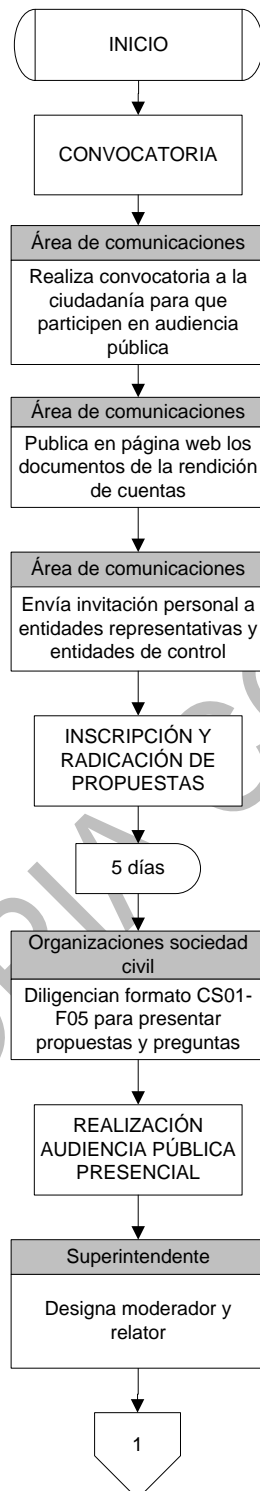 INICIO
CONVOCATORIA
Área de comunicaciones
Realiza convocatoria a la
ciudadanía para que
participen en audiencia
pública
Área de comunicaciones
Publica en página web los
documentos de la rendición
de cuentas
Área de comunicaciones
Envía invitación personal a
entidades representativas y
entidades de control
INSCRIPCIÓN Y
RADICACIÓN DE
PROPUESTAS
5 días
Organizaciones sociedad
civil
Diligencian formato CS01-
F05 para presentar
propuestas y preguntas
REALIZACIÓN
AUDIENCIA PÚBLICA
PRESENCIAL
Superintendente
Designa moderador y
relator
1